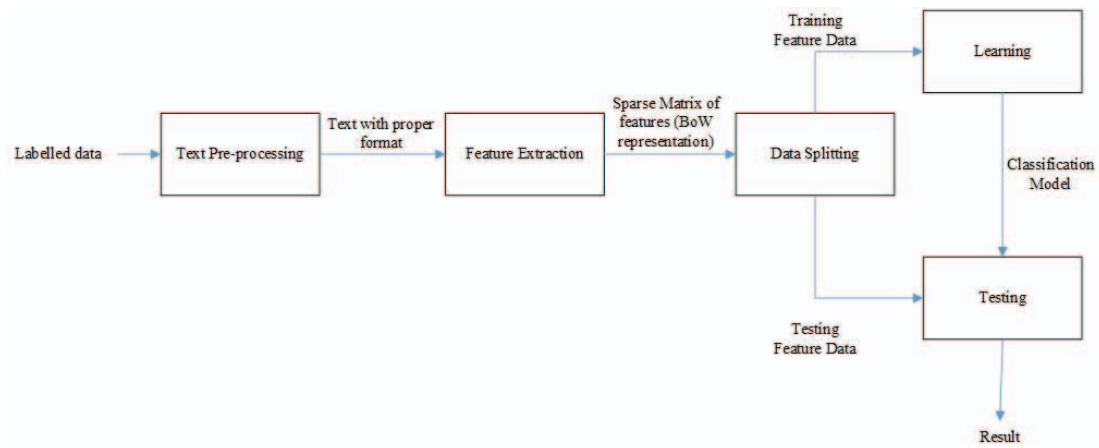 Labelled data
Text Pre-processing
Text with proper
format
Feature Extraction
Sparse Matrix of
features (BoW
representation)
Data Splitting
Training
Feature Data
Learning
Classification
Model
Testing
Feature Data
Testing
Result